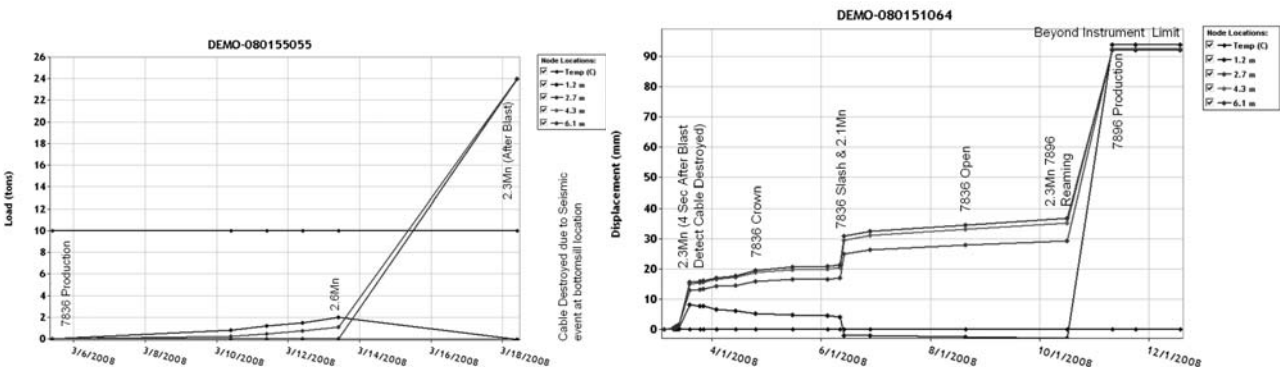 DEMO-080155055
Load (tons)
26
24
22
20
18
16
14
12
10
8
6
4
2
0
7836 Production
2.6Mn
2.3Mn (After Blast)
3/6/2008
3/8/2008
3/10/2008
3/12/2008
3/14/2008
3/16/2008
3/18/2008
Node Locations:
Temp (C)
1.2 m
2.7 m
4.3 m
6.1 m
Cable Destroyed due to Seismic
event at bottomsill location
DEMO-080151064
Displacement (mm)
90
80
70
60
50
40
30
20
10
0
2.3Mn (4 Sec After Blast
Detect Cable Destroyed)
7836 Crown
7836 Slash & 2.1Mn
7836 Open
2.3Mn 7896
Reaming
Beyond Instrument Limit
7896 Production
4/1/2008
6/1/2008
8/1/2008
10/1/2008
12/1/2008
Node Locations:
Temp (C)
1.2 m
2.7 m
4.3 m
6.1 m